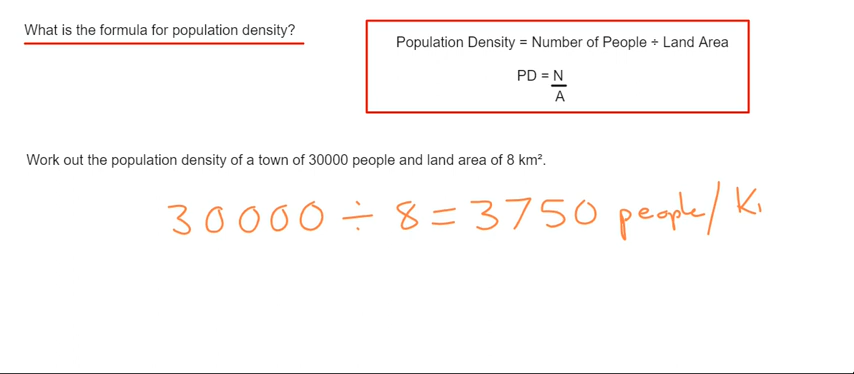 What is the formula for population density?
Population Density = Number of People ÷ Land Area
PD = N
A
Work out the population density of a town of 30000 people and land area of 8 km².
30000 ÷ 8 = 3750 people/